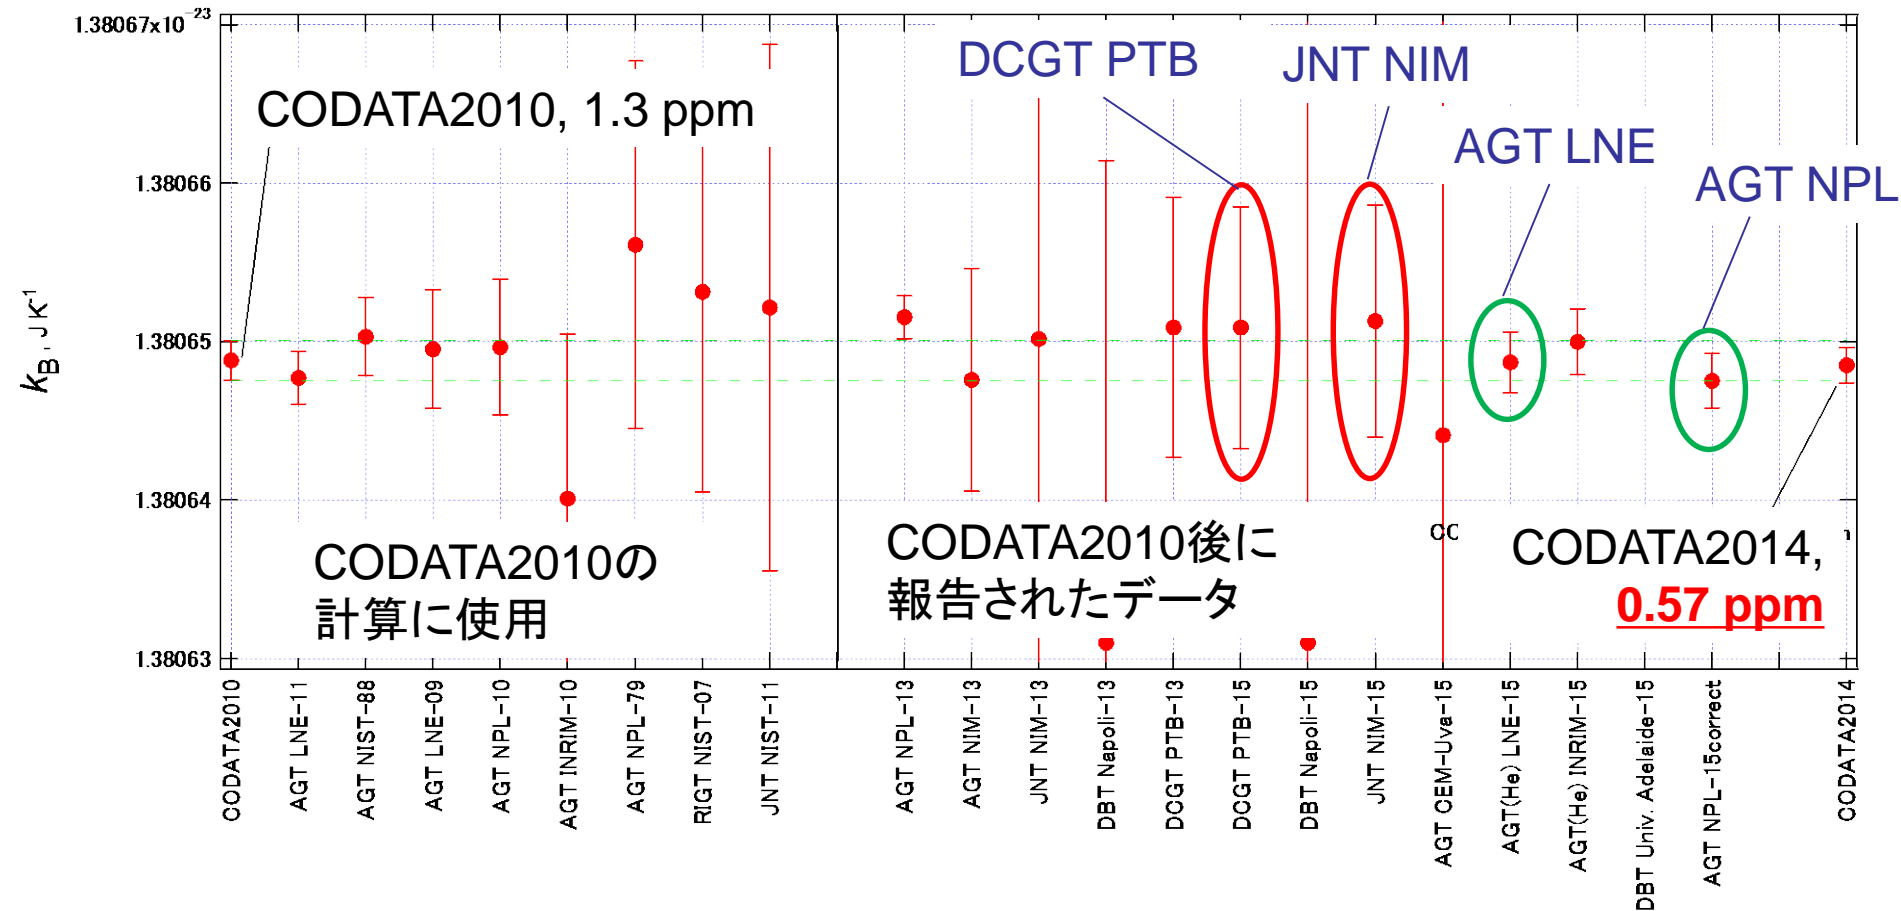 1.38067x10⁻²³
1.38066
1.38065
1.38064
1.38063
k_B, J K⁻¹
CODATA2010, 1.3 ppm
DCGT PTB
JNT NIM
AGT LNE
AGT NPL
CODATA2010の
計算に使用
CODATA2010後に
報告されたデータ
CODATA2014,
0.57 ppm
CODATA2010
AGT LNE-11
AGT NIST-88
AGT LNE-09
AGT NPL-10
AGT INRIM-10
AGT NPL-79
RIGT NIST-07
JNT NIST-11
AGT NPL-13
AGT NIM-13
JNT NIM-13
DBT Napoli-13
DCGT PTB-13
DCGT PTB-15
DBT Napoli-15
JNT NIM-15
AGT CEM-Uva-15
AGT(He) LNE-15
AGT(He) INRIM-15
DBT Univ. Adelaide-15
AGT NPL-15correct
CODATA2014